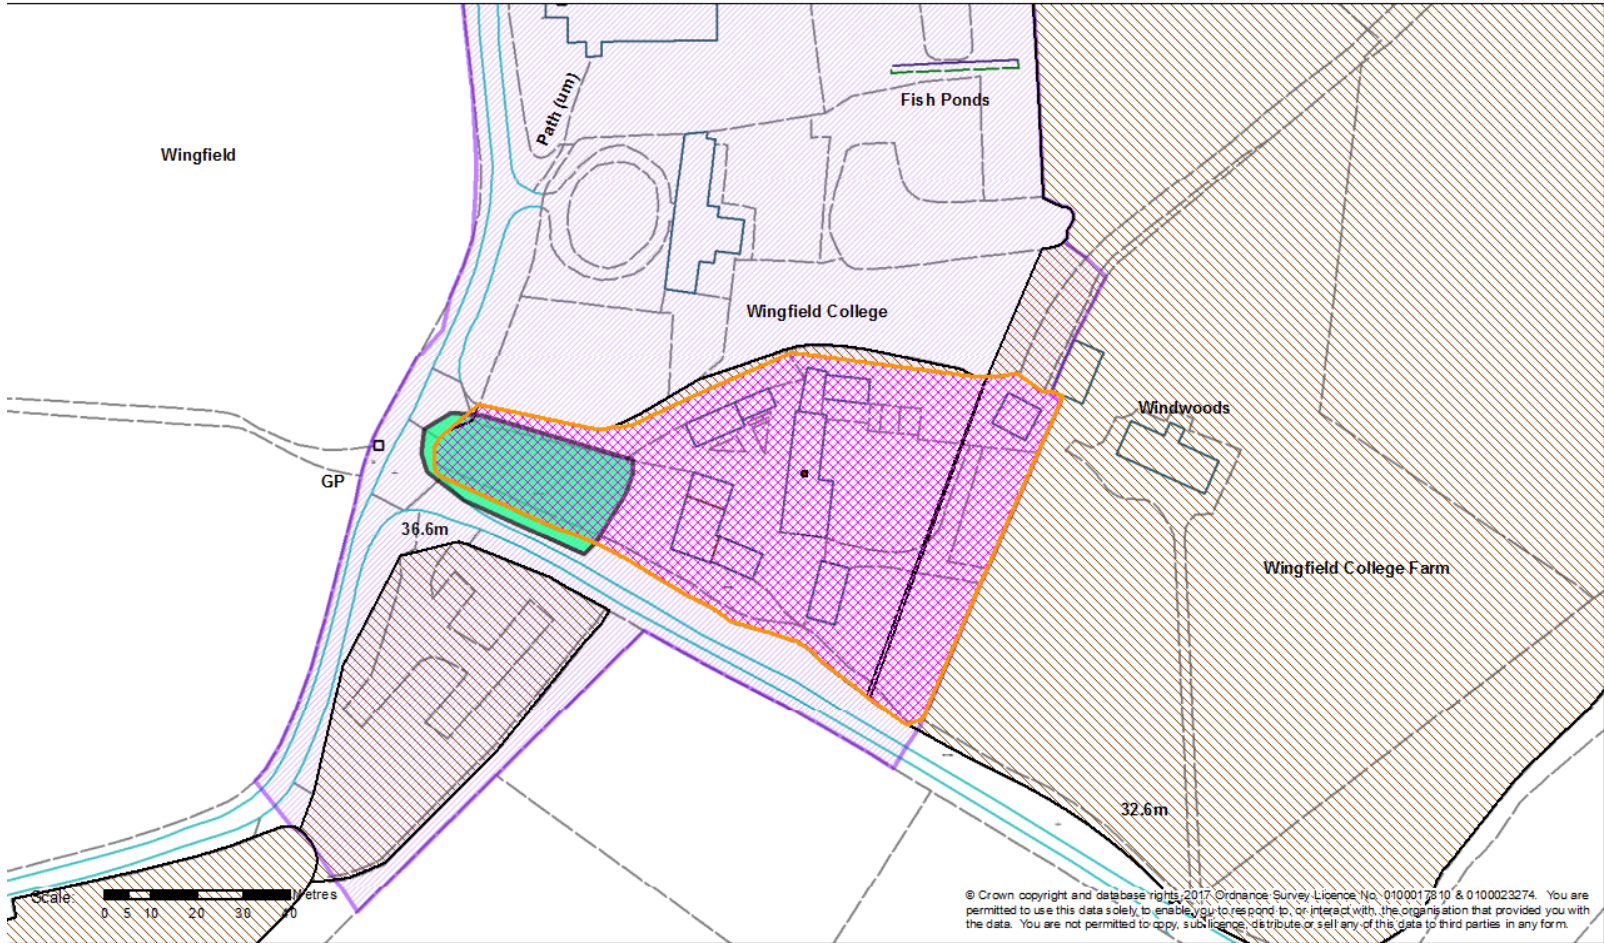 Path (um)
Fish Ponds
Wingfield
Wingfield College
Windwoods
GP
36.6m
Wingfield College Farm
32.6m
Scale:
Metres
0 5 10 20 30 40
© Crown copyright and database rights 2017 Ordnance Survey Licence No. 0100017810 & 0100023274. You are
permitted to use this data solely to enable you to respond to, or interact with, the organisation that provided you with
the data. You are not permitted to copy, sub-licence, distribute or sell any of this data to third parties in any form.